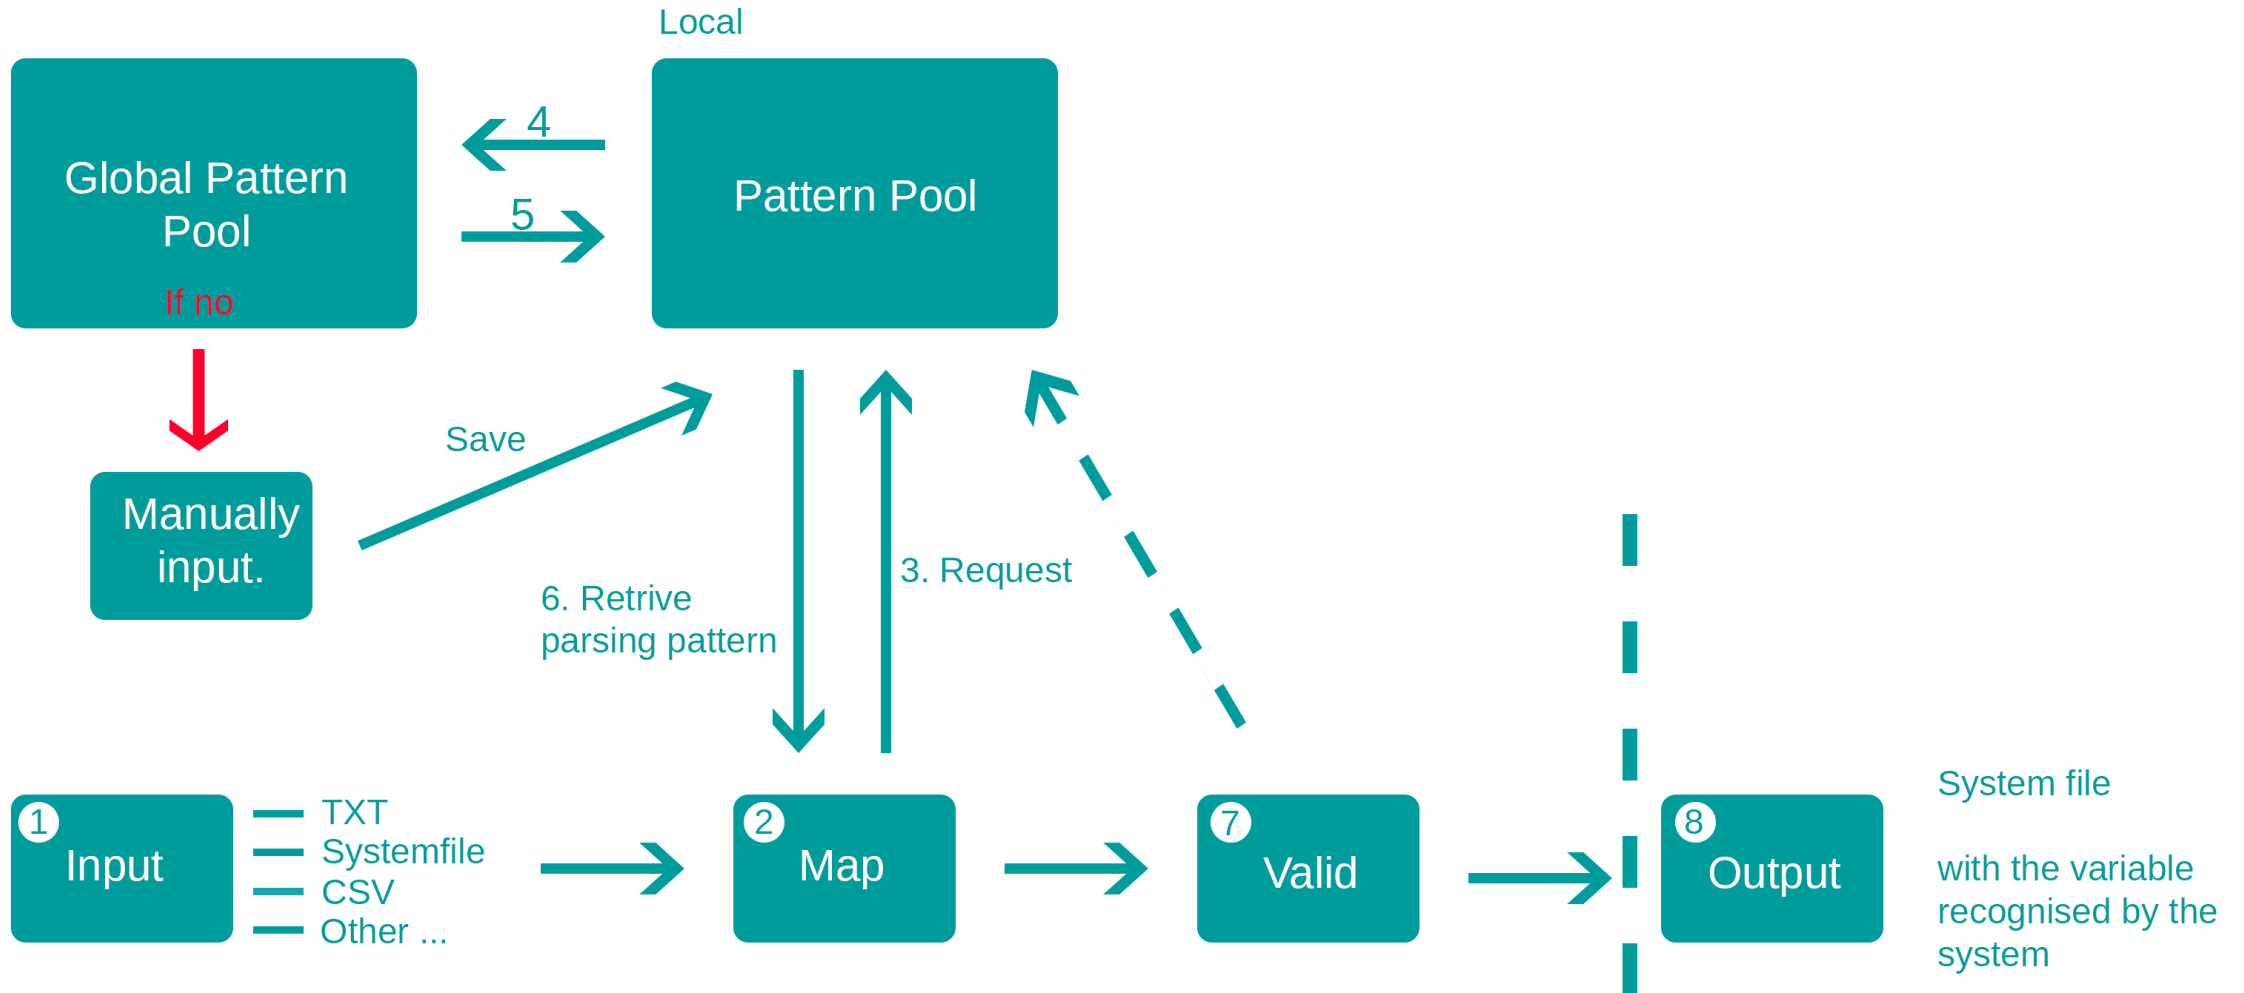 Local
Global Pattern
Pool
If no
4
5
Pattern Pool
Save
Manually
input.
6. Retrive
parsing pattern
3. Request
1
Input
TXT
Systemfile
CSV
Other ...
2
Map
7
Valid
8
Output
System file
with the variable
recognised by the
system